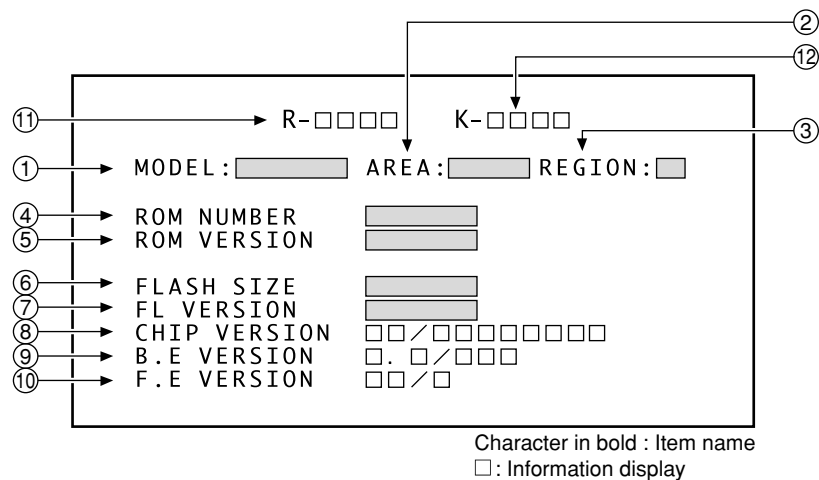 ②
⑫
⑪ R-□□□□ K-□□□□
③
① MODEL: AREA: REGION:
④ ROM NUMBER
⑤ ROM VERSION
⑥ FLASH SIZE
⑦ FL VERSION
⑧ CHIP VERSION □□/□□□□□□□□
⑨ B.E VERSION □.□/□□□
⑩ F.E VERSION □□/□
Character in bold : Item name
□ : Information display